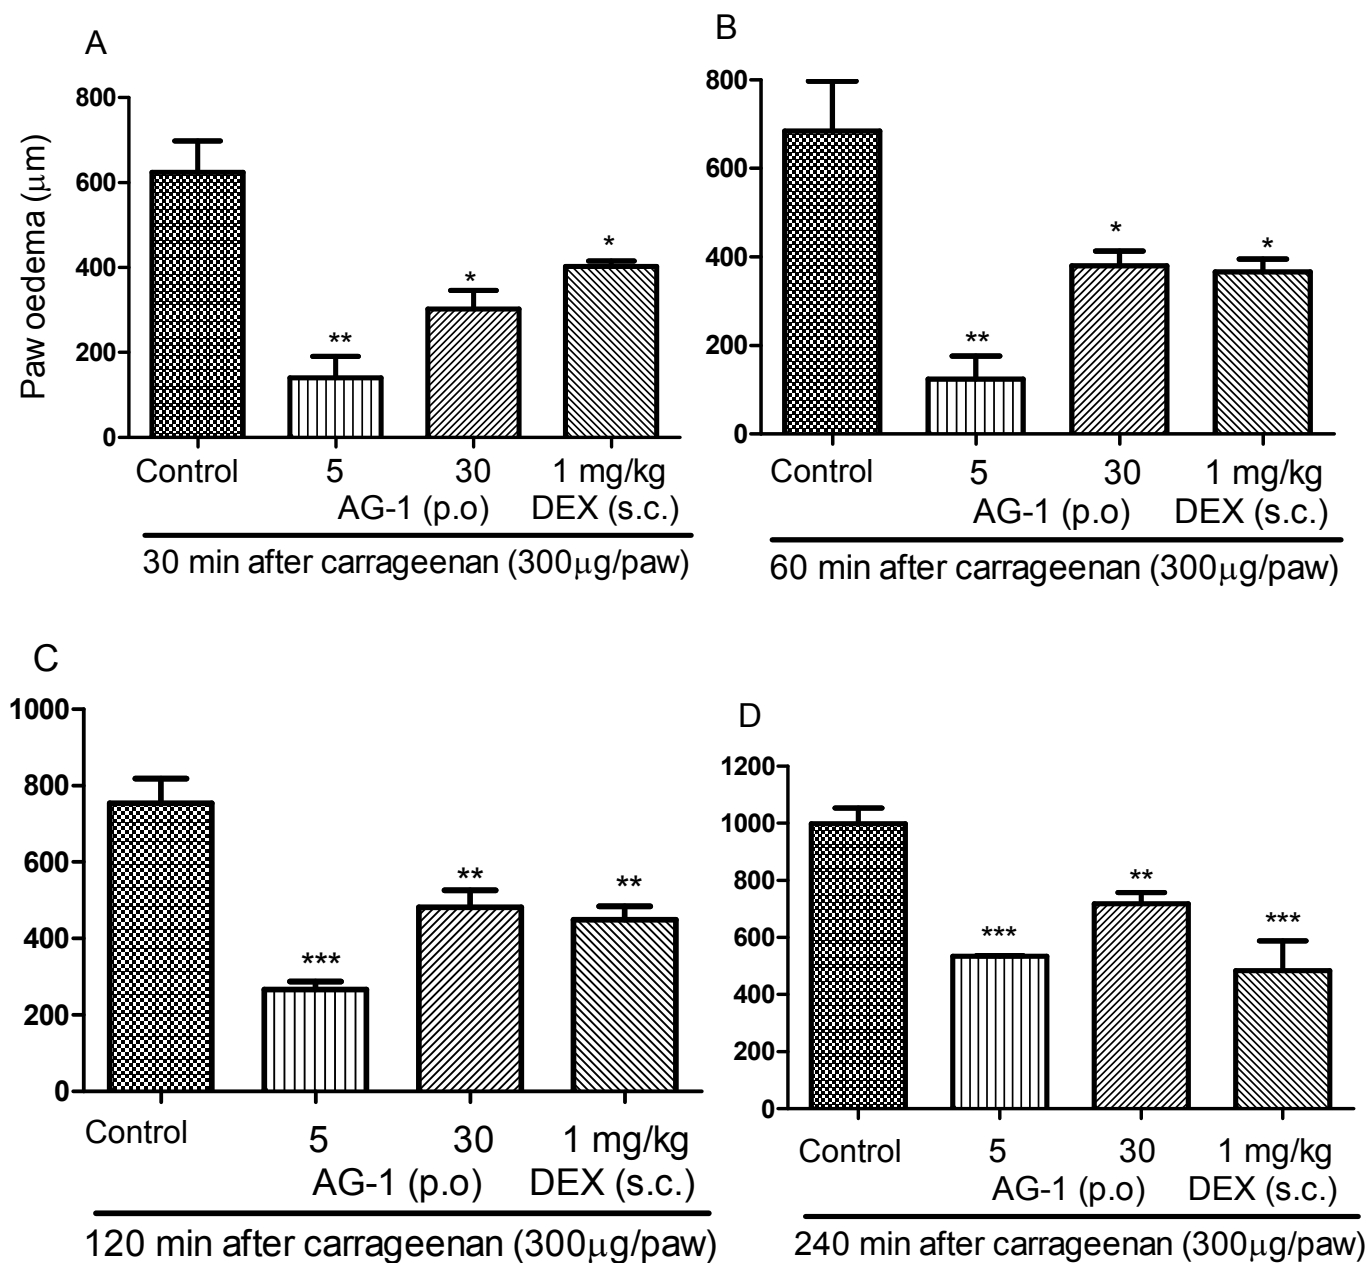 A
Paw oedema (μm)
800
600
400
200
0
**
*
*
Control 5 30 1 mg/kg
AG-1 (p.o) DEX (s.c.)
30 min after carrageenan (300μg/paw)
B
800
600
400
200
0
**
*
*
Control 5 30 1 mg/kg
AG-1 (p.o) DEX (s.c.)
60 min after carrageenan (300μg/paw)
C
1000
800
600
400
200
0
***
**
**
Control 5 30 1 mg/kg
AG-1 (p.o) DEX (s.c.)
120 min after carrageenan (300μg/paw)
D
1200
1000
800
600
400
200
0
***
**
***
Control 5 30 1 mg/kg
AG-1 (p.o) DEX (s.c.)
240 min after carrageenan (300μg/paw)